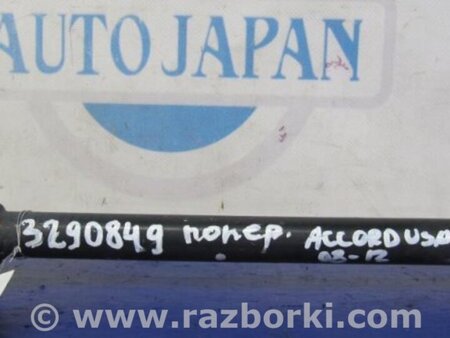 AUTO JAPAN
3290849 попер. ACCORD USA
08-12
www.razborki.com